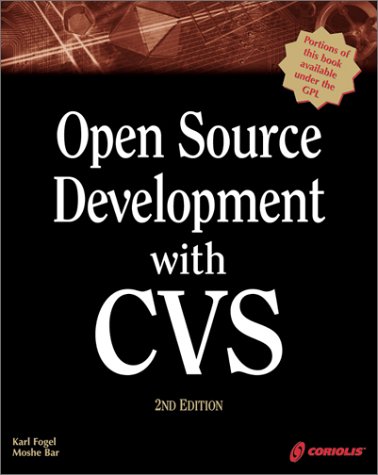 Portions of
this book
available
under the
GPL
Open Source
Development
with
CVS
2ND EDITION
Karl Fogel
Moshe Bar
CORIOLIS™